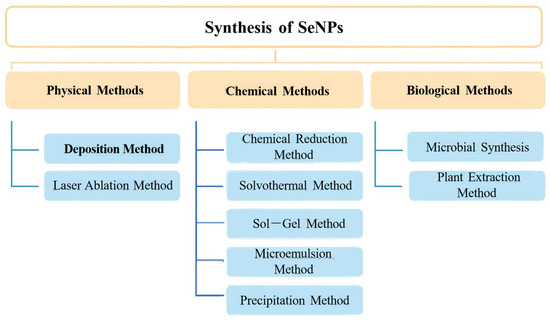 Synthesis of SeNPs
Physical Methods
Deposition Method
Laser Ablation Method
Chemical Methods
Chemical Reduction
Method
Solvothermal Method
Sol－Gel Method
Microemulsion
Method
Precipitation Method
Biological Methods
Microbial Synthesis
Plant Extraction
Method